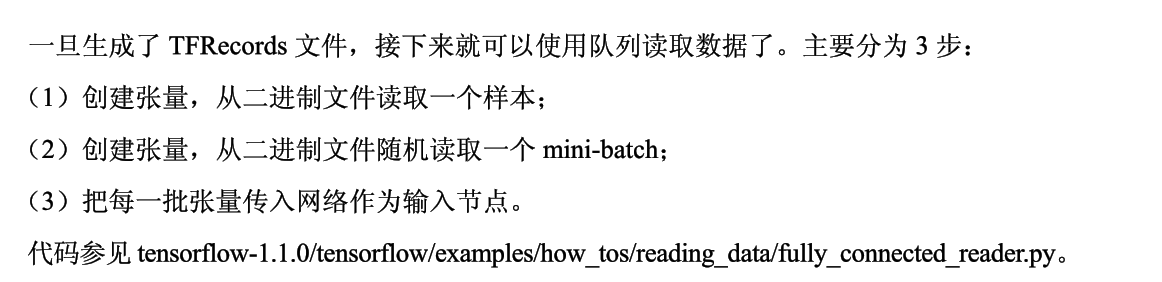 一旦生成了 TFRecords 文件，接下来就可以使用队列读取数据了。主要分为 3 步：
（1）创建张量，从二进制文件读取一个样本；
（2）创建张量，从二进制文件随机读取一个 mini-batch；
（3）把每一批张量传入网络作为输入节点。
代码参见 tensorflow-1.1.0/tensorflow/examples/how_tos/reading_data/fully_connected_reader.py。